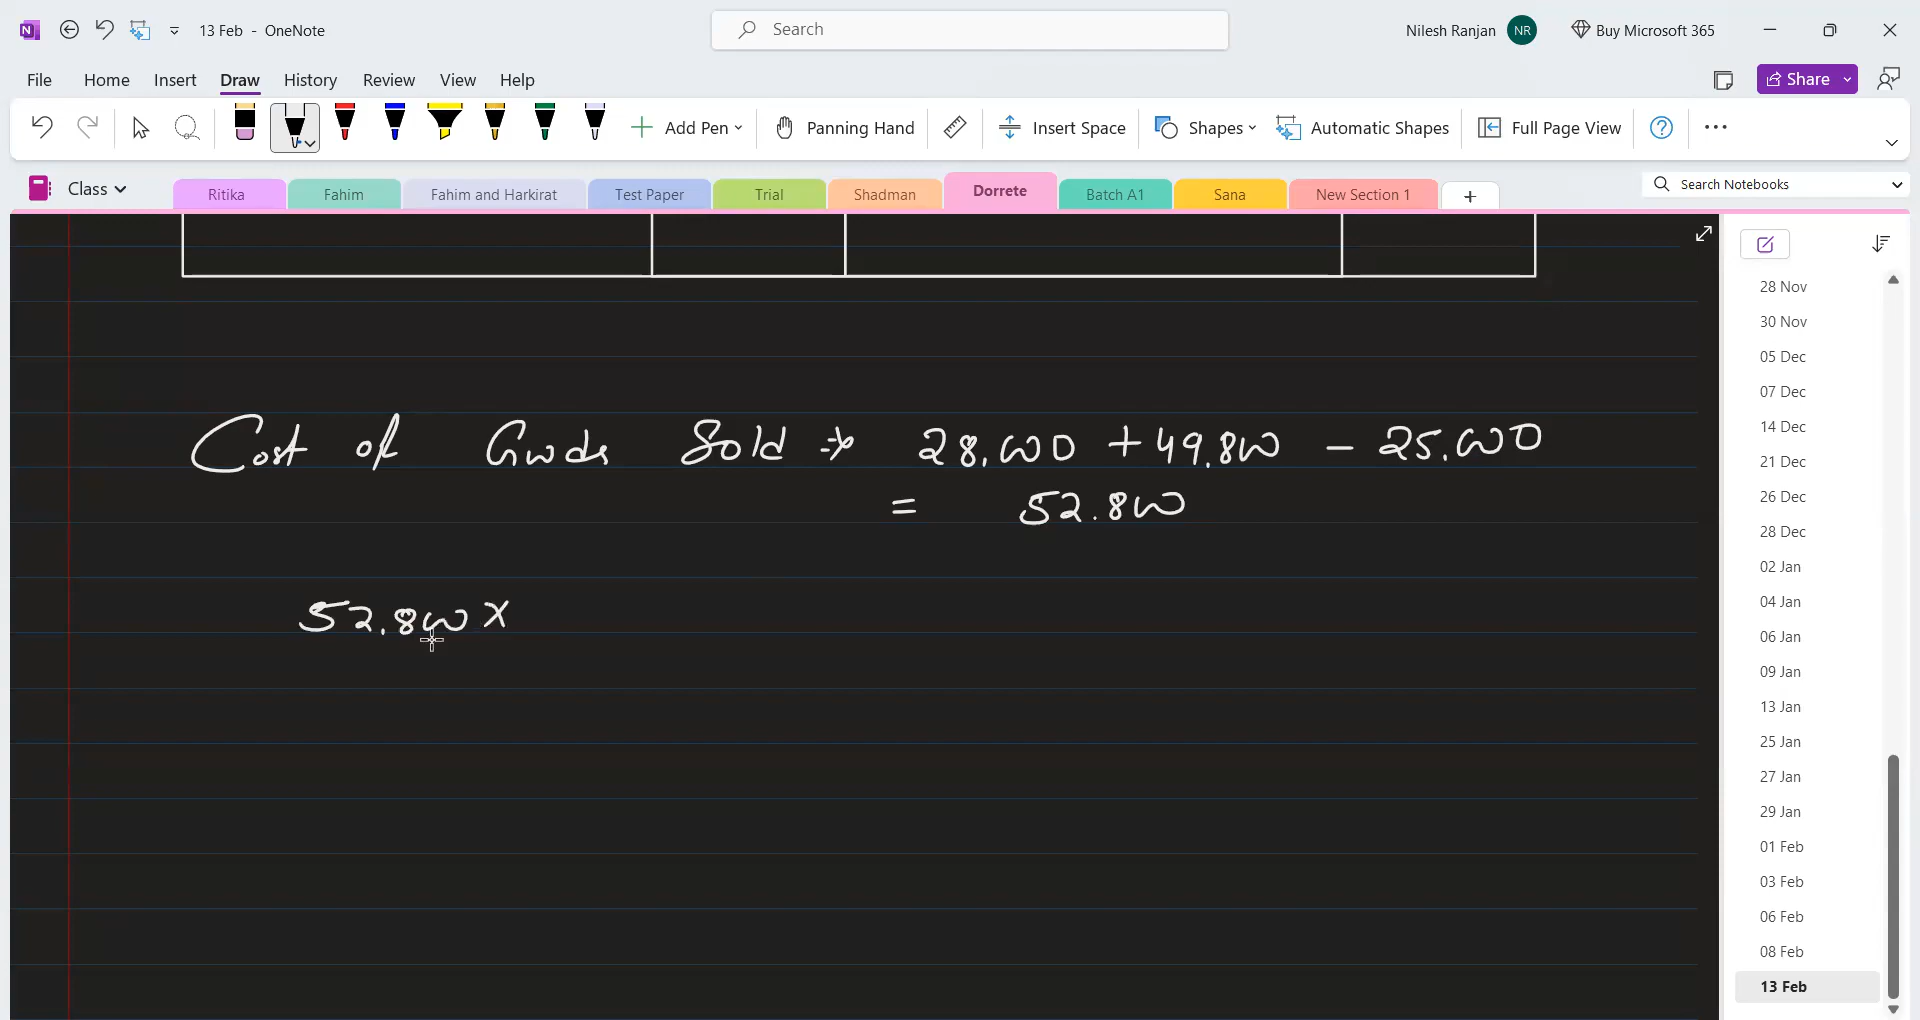 13 Feb - OneNote
Search
Nilesh Ranjan
NR
Buy Microsoft 365
File Home Insert Draw History Review View Help
Share
Add Pen
Panning Hand
Insert Space
Shapes
Automatic Shapes
Full Page View
Class
Ritika
Fahim
Fahim and Harkirat
Test Paper
Trial
Shadman
Dorrete
Batch A1
Sana
New Section 1
+
Search Notebooks
Cost of Goods Sold → 28,000 + 49,800 - 25,000
= 52,800
52,800 X
28 Nov
30 Nov
05 Dec
07 Dec
14 Dec
21 Dec
26 Dec
28 Dec
02 Jan
04 Jan
06 Jan
09 Jan
13 Jan
25 Jan
27 Jan
29 Jan
01 Feb
03 Feb
06 Feb
08 Feb
13 Feb